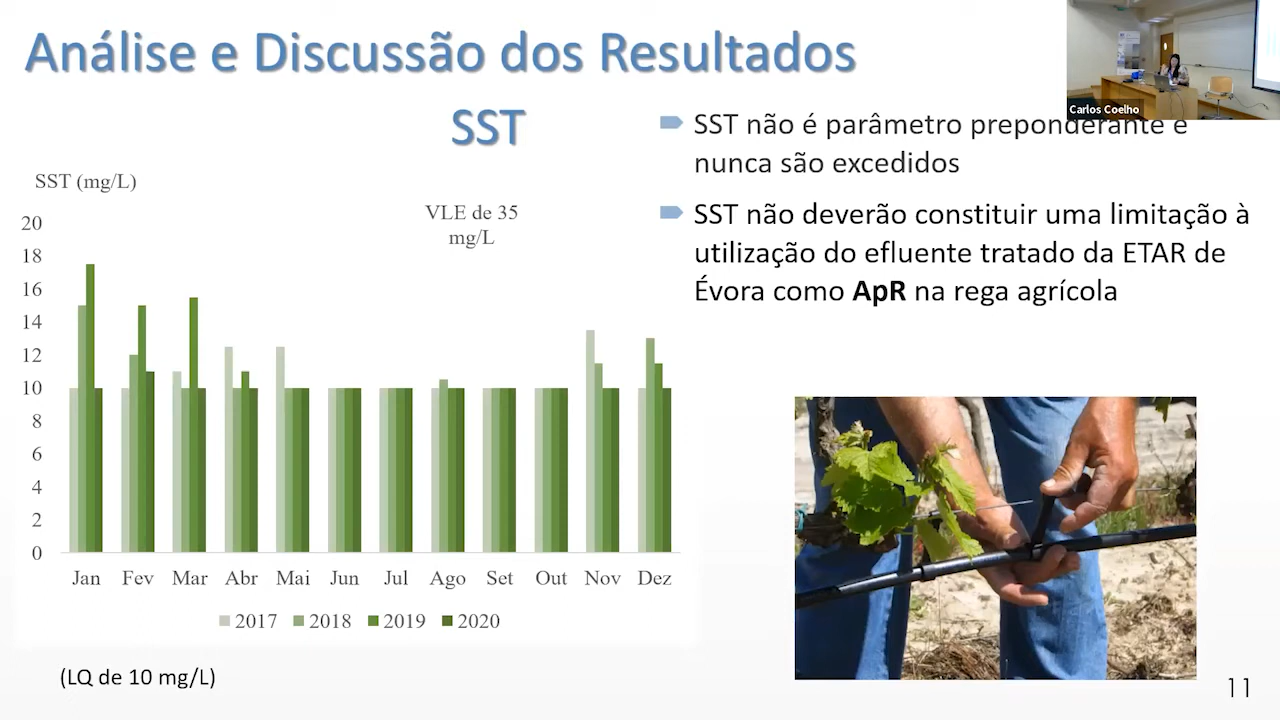 Análise e Discussão dos Resultados
SST
Carlos Coelho
SST não é parâmetro preponderante e
nunca são excedidos
SST não deverão constituir uma limitação à
utilização do efluente tratado da ETAR de
Évora como ApR na rega agrícola
SST (mg/L)
VLE de 35
mg/L
20
18
16
14
12
10
8
6
4
2
0
Jan Fev Mar Abr Mai Jun Jul Ago Set Out Nov Dez
2017 2018 2019 2020
(LQ de 10 mg/L)
11